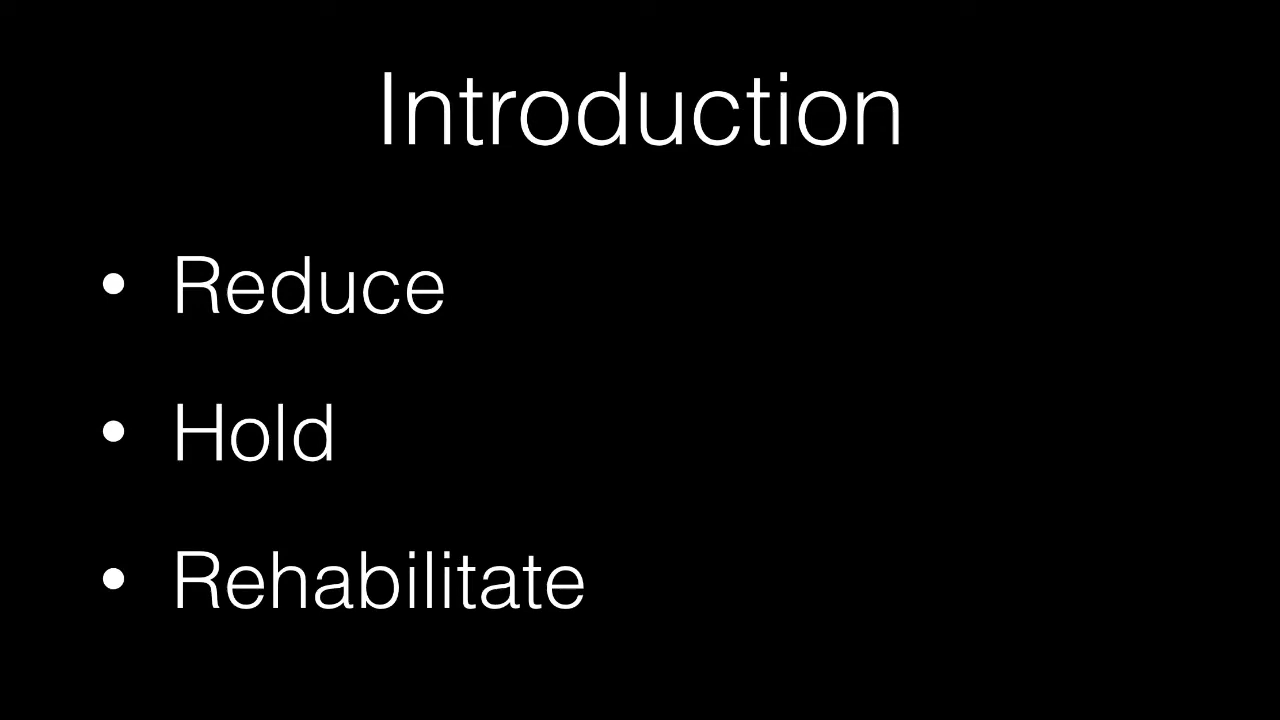 Introduction
• Reduce
• Hold
• Rehabilitate